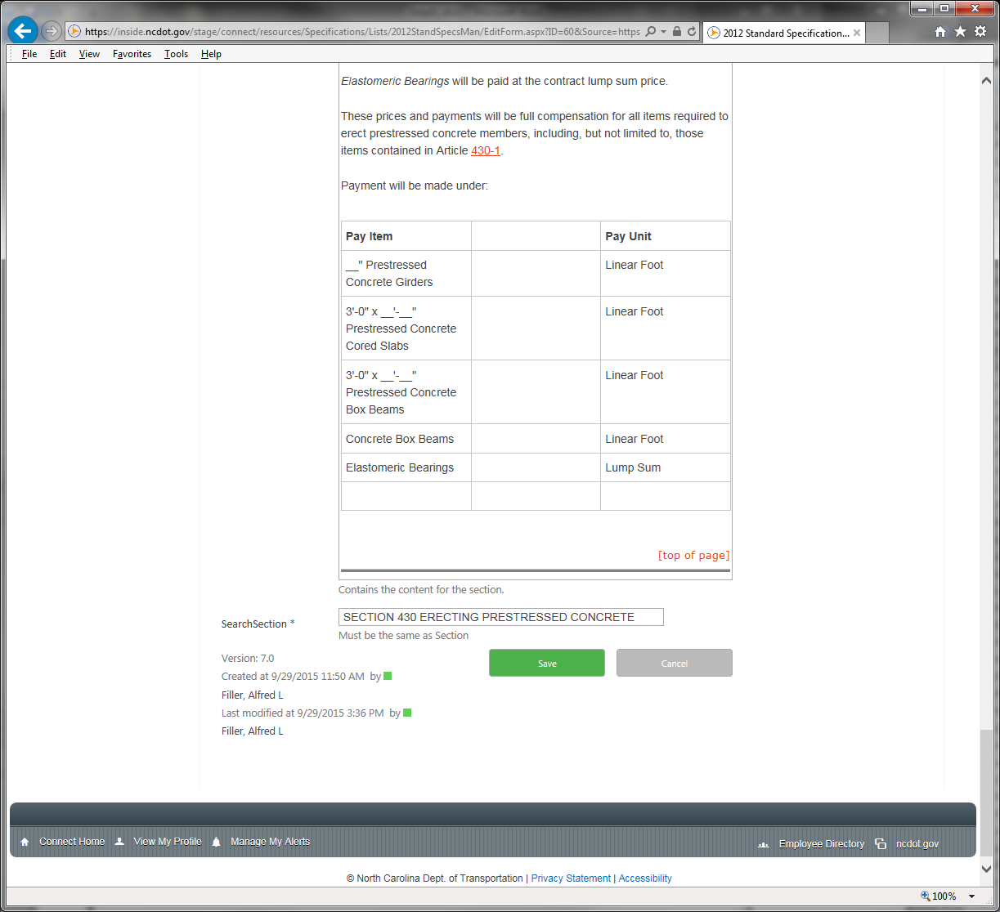 https://inside.ncdot.gov/stage/connect/resources/Specifications/Lists/2012StandSpecsMan/EditForm.aspx?ID=60&Source=https
2012 Standard Specification...
File Edit View Favorites Tools Help
Elastomeric Bearings will be paid at the contract lump sum price.
These prices and payments will be full compensation for all items required to
erect prestressed concrete members, including, but not limited to, those
items contained in Article 430-1.
Payment will be made under:
Pay Item Pay Unit
__" Prestressed Linear Foot
Concrete Girders
3'-0" x __'-__" Linear Foot
Prestressed Concrete
Cored Slabs
3'-0" x __'-__" Linear Foot
Prestressed Concrete
Box Beams
Concrete Box Beams Linear Foot
Elastomeric Bearings Lump Sum
[top of page]
Contains the content for the section.
SearchSection * SECTION 430 ERECTING PRESTRESSED CONCRETE
Must be the same as Section
Version: 7.0 Save Cancel
Created at 9/29/2015 11:50 AM by
Filler, Alfred L
Last modified at 9/29/2015 3:36 PM by
Filler, Alfred L
Connect Home View My Profile Manage My Alerts Employee Directory ncdot.gov
© North Carolina Dept. of Transportation | Privacy Statement | Accessibility
100%